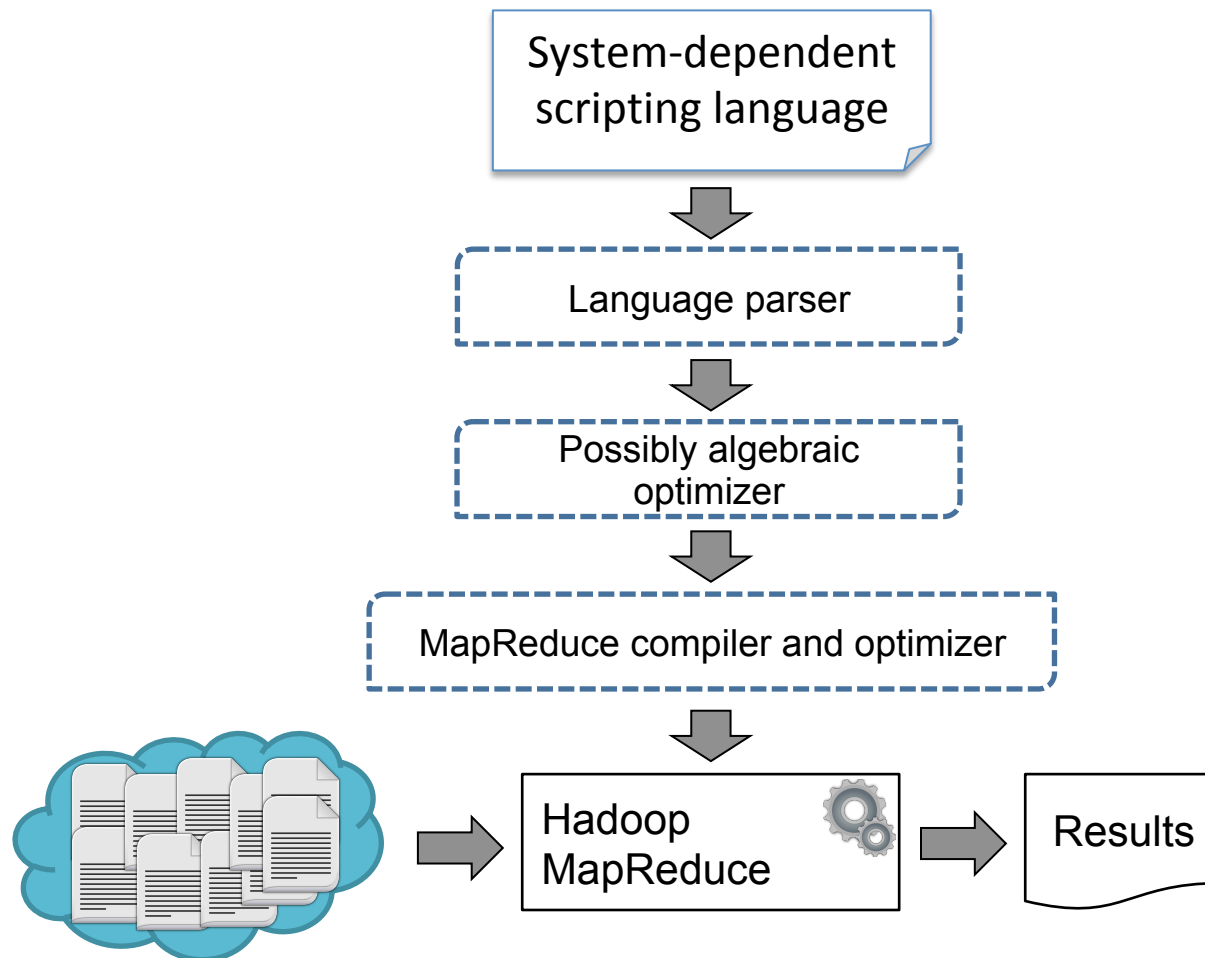 System-dependent
scripting language
Language parser
Possibly algebraic
optimizer
MapReduce compiler and optimizer
Hadoop
MapReduce
Results